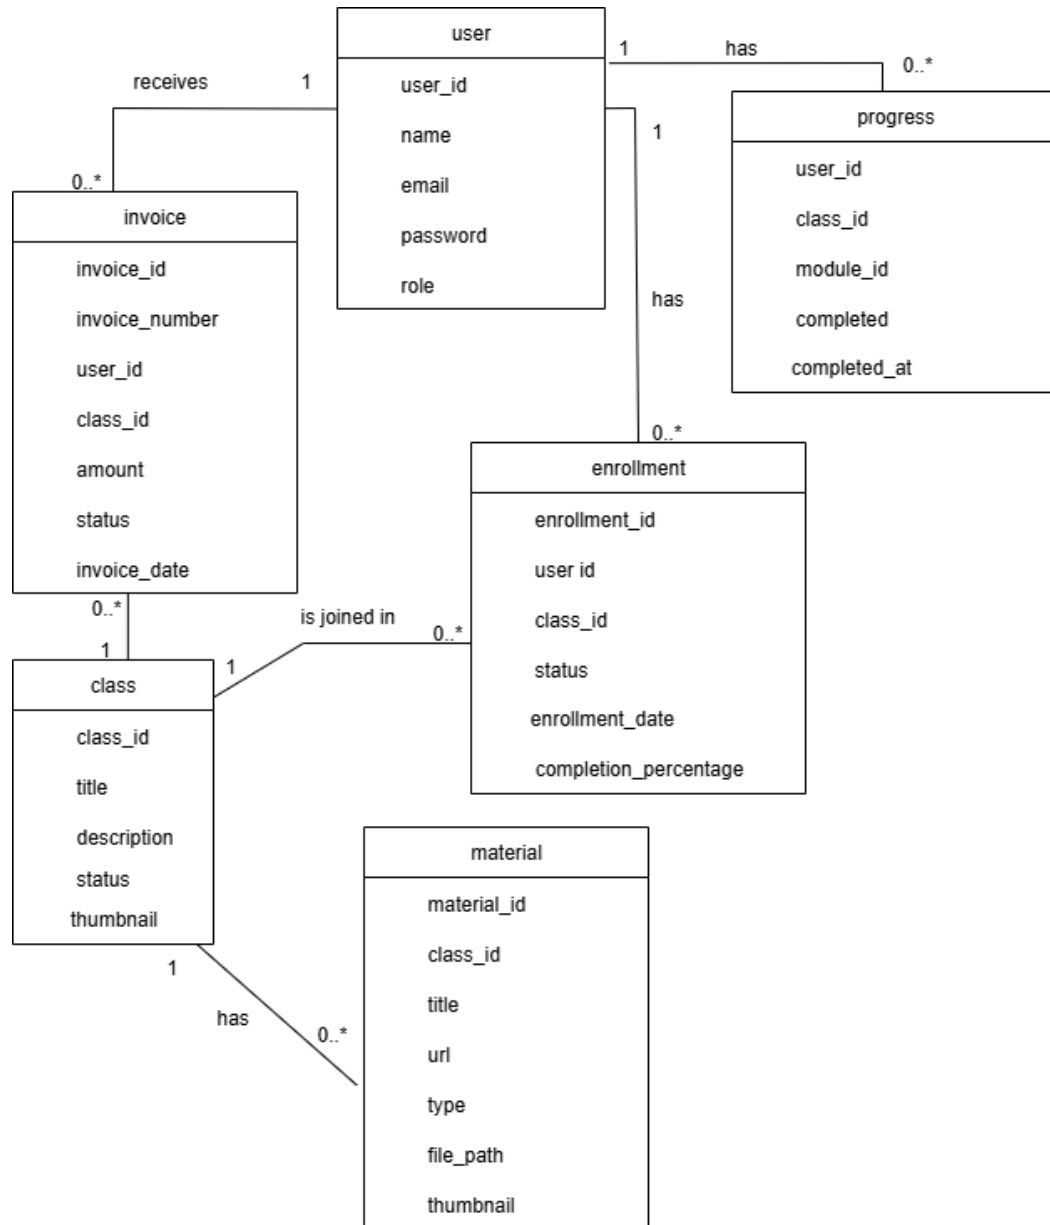 user
user_id
name
email
password
role
1
has
0..*
progress
user_id
class_id
module_id
completed
completed_at
receives
1
0..*
invoice
invoice_id
invoice_number
user_id
class_id
amount
status
invoice_date
1
has
0..*
enrollment
enrollment_id
user id
class_id
status
enrollment_date
completion_percentage
0..*
1
is joined in
0..*
1
class
class_id
title
description
status
thumbnail
1
has
0..*
material
material_id
class_id
title
url
type
file_path
thumbnail